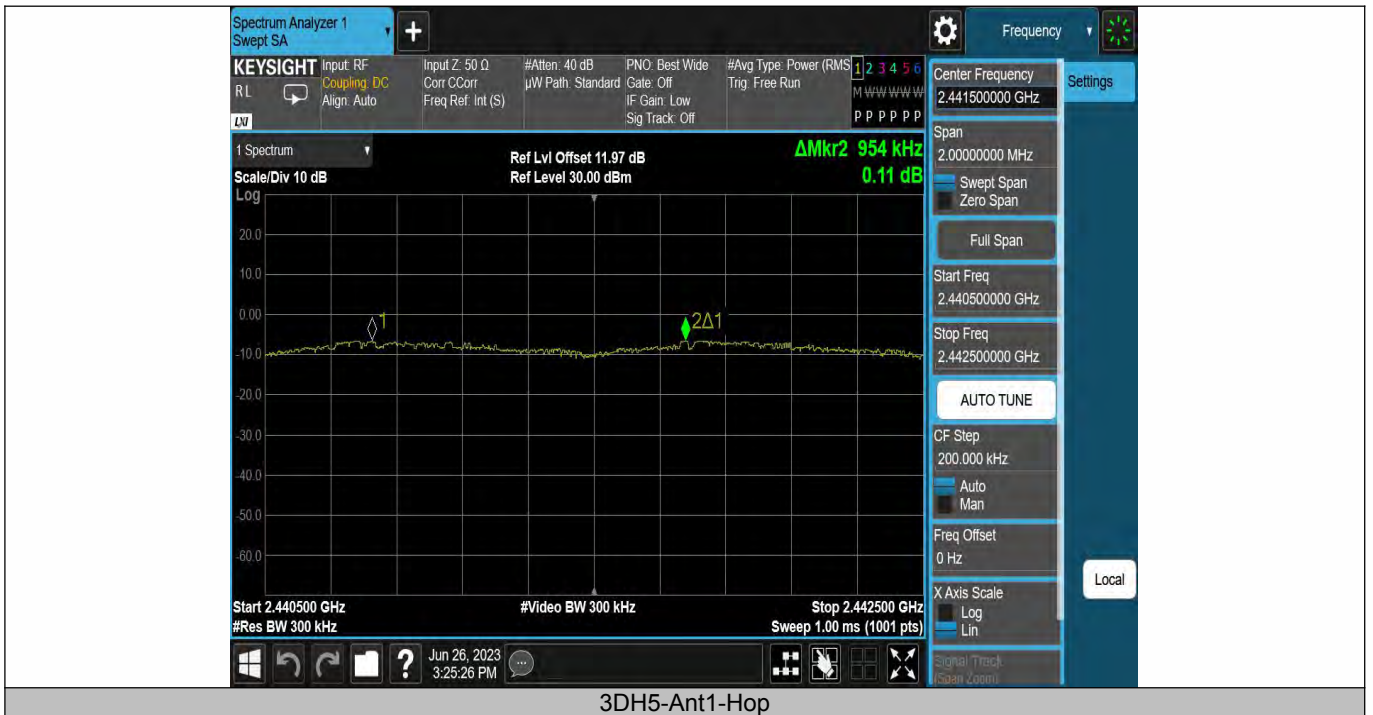 Spectrum Analyzer 1
Swept SA
+
Frequency
KEYSIGHT
RL
LXI
Input: RF
Coupling: DC
Align: Auto
Input Z: 50 Ω
Corr CCorr
Freq Ref: Int (S)
#Atten: 40 dB
µW Path: Standard
PNO: Best Wide
Gate: Off
IF Gain: Low
Sig Track: Off
#Avg Type: Power (RMS
Trig: Free Run
1 2 3 4 5 6
M W W W W W
P P P P P P
1 Spectrum
Scale/Div 10 dB
Log
Ref Lvl Offset 11.97 dB
Ref Level 30.00 dBm
ΔMkr2 954 kHz
0.11 dB
20.0
10.0
0.00
-10.0
-20.0
-30.0
-40.0
-50.0
-60.0
1
2Δ1
Start 2.440500 GHz
#Res BW 300 kHz
#Video BW 300 kHz
Stop 2.442500 GHz
Sweep 1.00 ms (1001 pts)
Center Frequency
2.441500000 GHz
Span
2.00000000 MHz
Swept Span
Zero Span
Full Span
Start Freq
2.440500000 GHz
Stop Freq
2.442500000 GHz
AUTO TUNE
CF Step
200.000 kHz
Auto
Man
Freq Offset
0 Hz
X Axis Scale
Log
Lin
Signal Track
(Span Zoom)
Settings
Local
?
Jun 26, 2023
3:25:26 PM
3DH5-Ant1-Hop